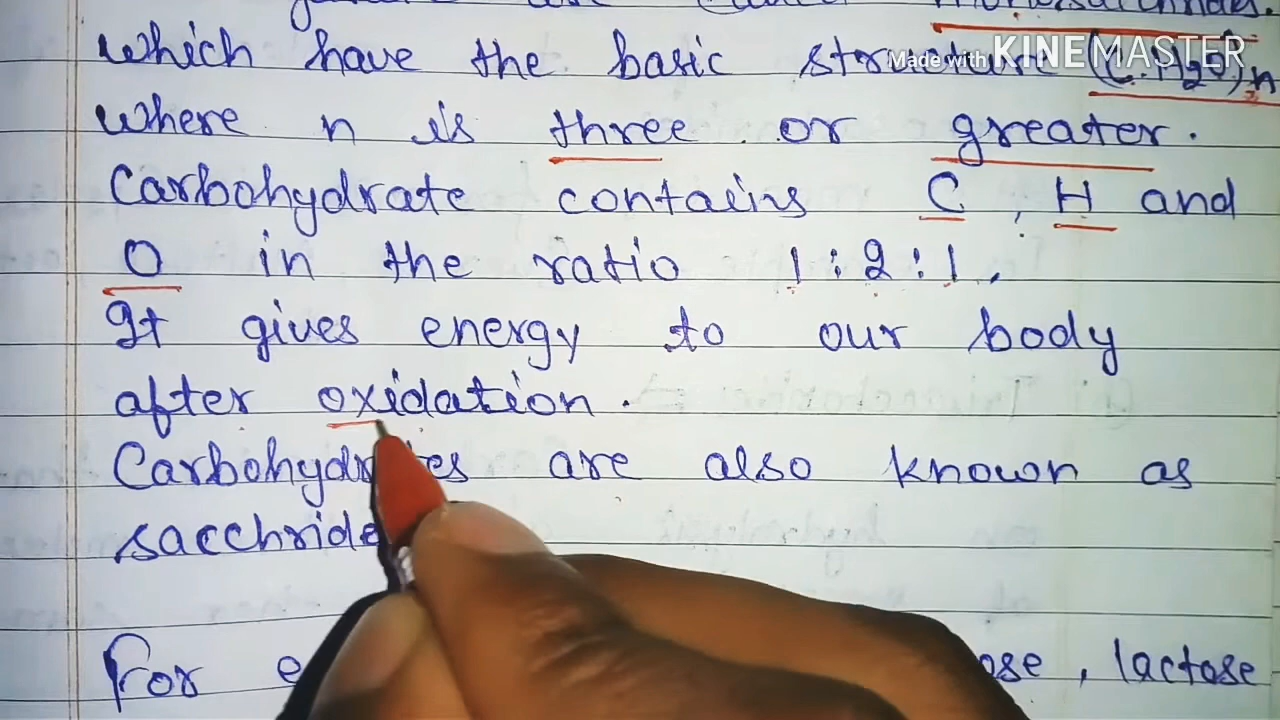 which have the basic structure (C.H2O)n
Made with KINEMASTER
where n is three or greater.
Carbohydrate contains C, H and
O in the ratio 1:2:1.
It gives energy to our body
after oxidation.
Carbohydrates are also known as
sacchride
For
, lactose